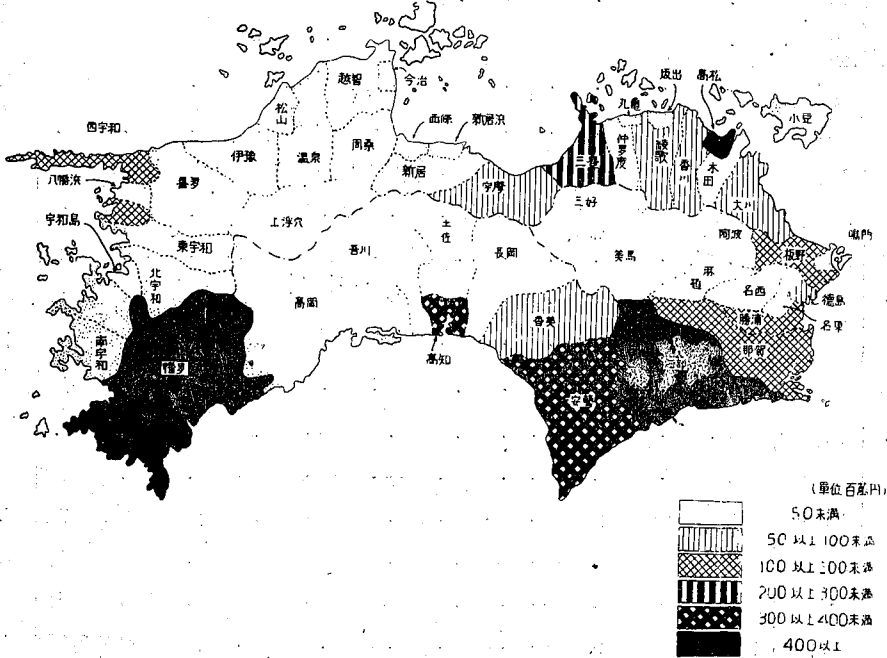 越智
今治
松山
西條
新居浜
周桑
温泉
伊豫
新居
宇摩
西宇和
八幡浜
喜多
宇和島
東宇和
北宇和
南宇和
上浮穴
丸亀
坂出
高松
小豆
三豊
仲多度
綾歌
香川
木田
大川
三好
阿波
鳴門
板野
美馬
麻植
名西
徳島
名東
勝浦
那賀
土佐
吾川
長岡
高岡
香美
高知
幡多
安芸
(単位百萬円)
50未満
50以上100未満
100以上200未満
200以上300未満
300以上400未満
400以上